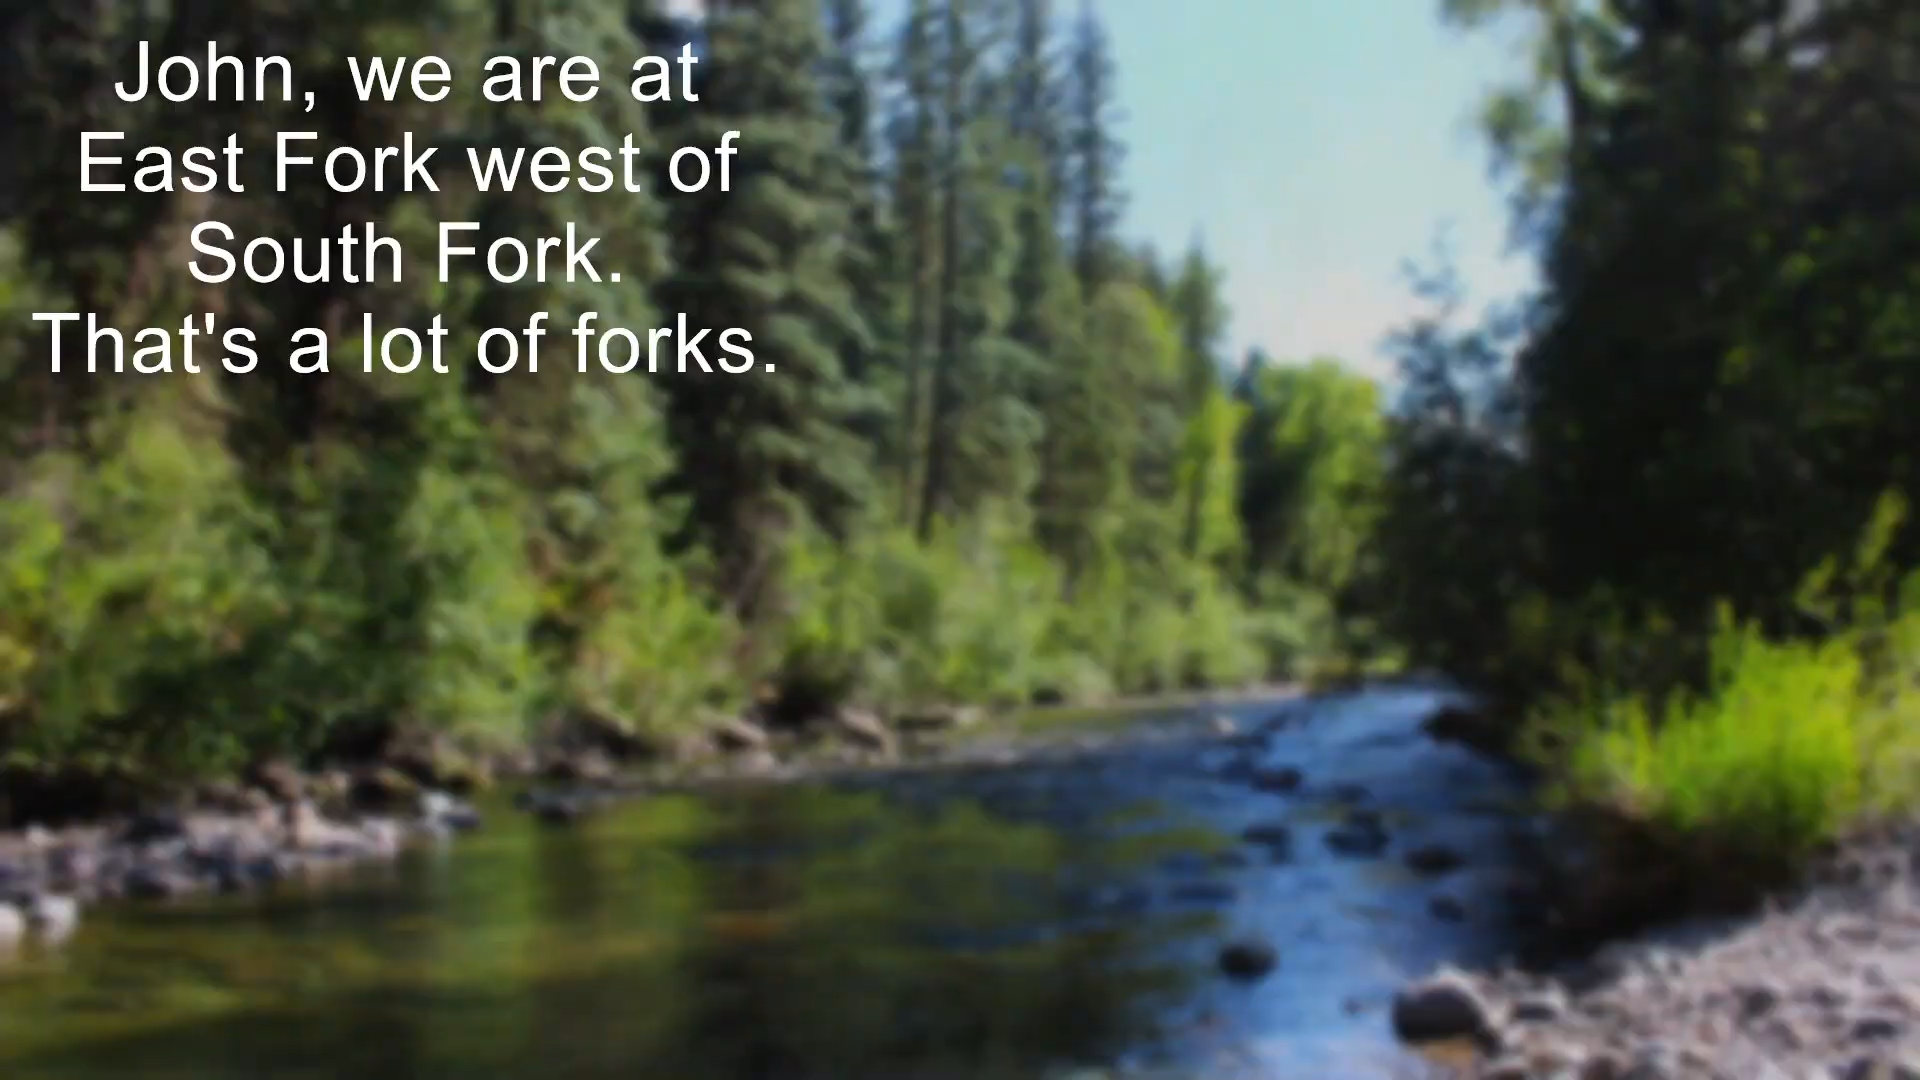 John, we are at
East Fork west of
South Fork.
That's a lot of forks.